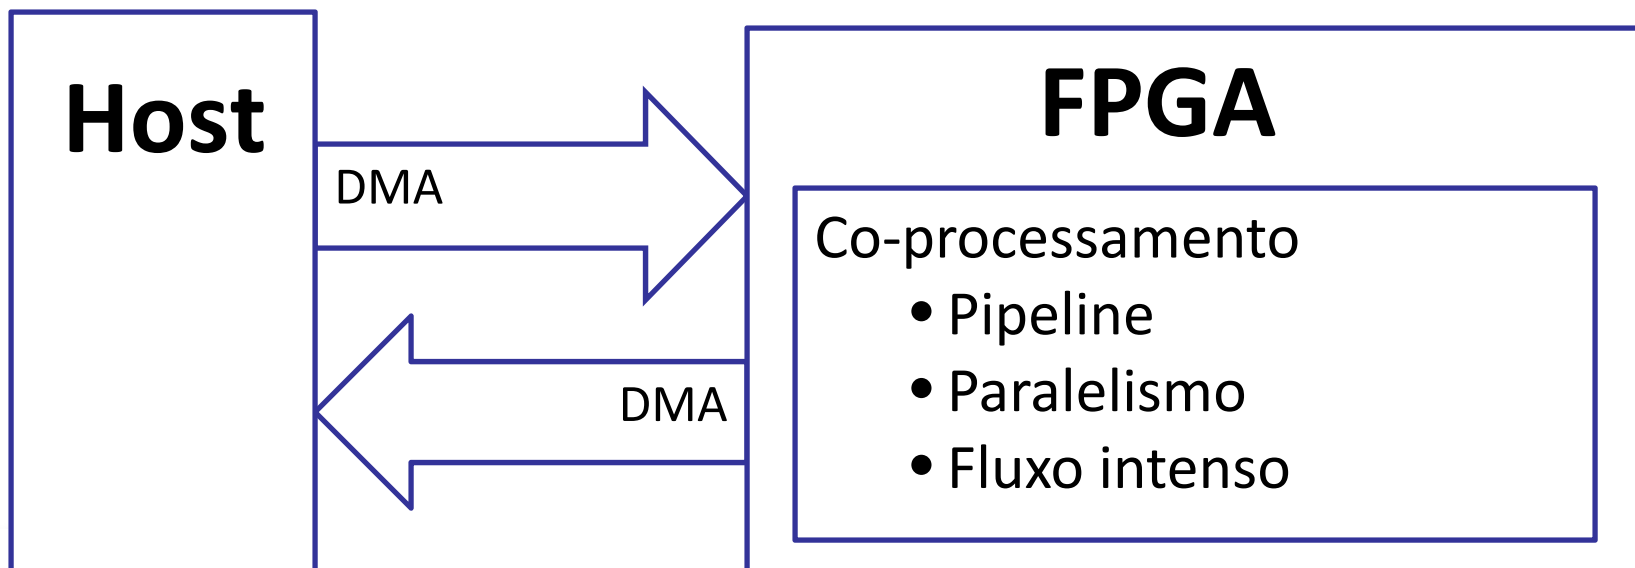 Host
DMA
DMA
FPGA
Co-processamento
• Pipeline
• Paralelismo
• Fluxo intenso